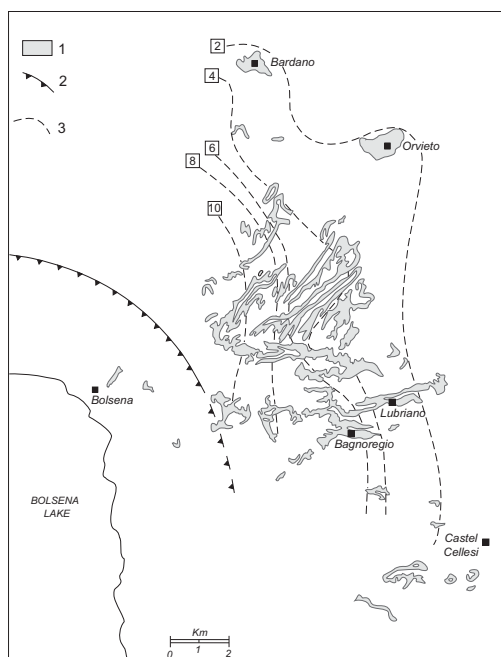 1
2
3
2
4
6
8
10
Bardano
Orvieto
Bolsena
Lubriano
Bagnoregio
BOLSENA
LAKE
Castel
Cellesi
Km
0 1 2